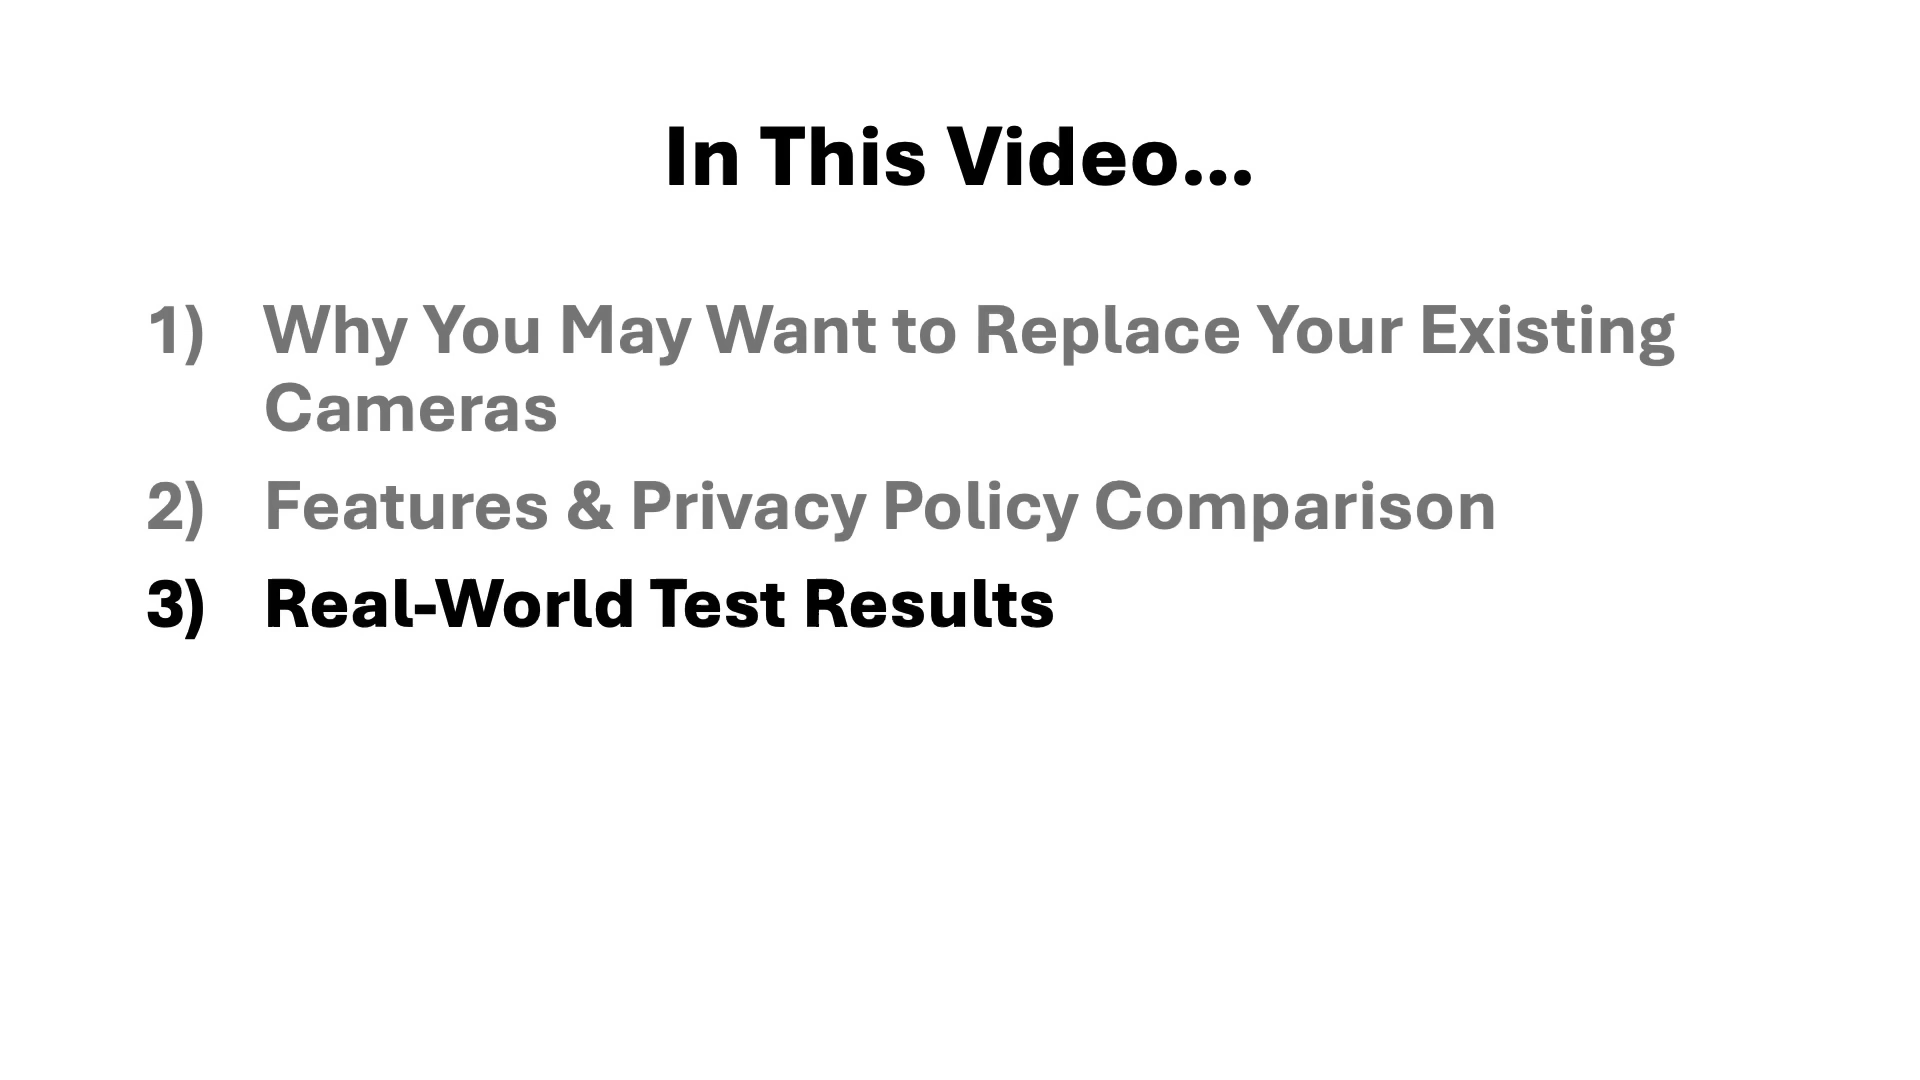 In This Video...
1) Why You May Want to Replace Your Existing
Cameras
2) Features & Privacy Policy Comparison
3) Real-World Test Results